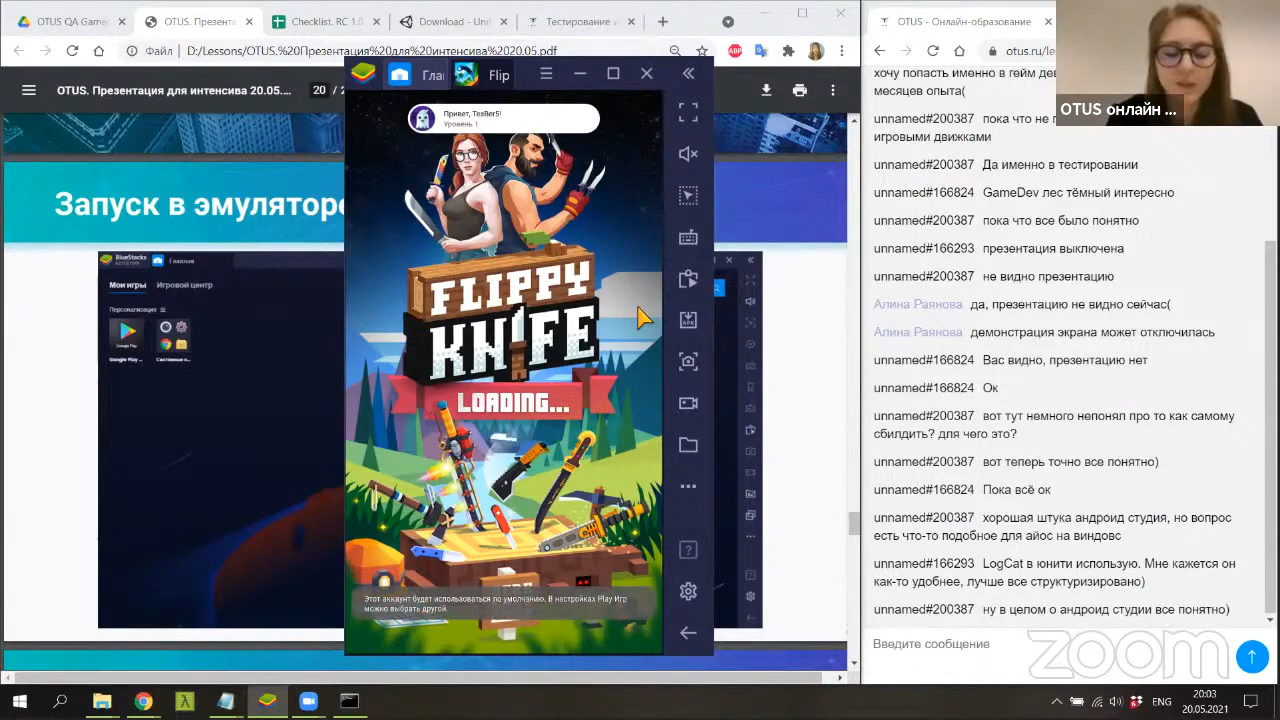 OTUS QA Gamec
OTUS. Презента
Checklist. RC 1.0
Download - Unit
Тестирование и
OTUS - Онлайн-образование
Файл
D:/Lessons/OTUS.%20Презентация%20для%20интенсива%2020.05.pdf
ABP
otus.ru/le
OTUS. Презентация для интенсива 20.05....
20 / 2
Запуск в эмуляторе
BlueStacks
Главная
Мои игры
Игровой центр
Персонализация
Google Play ...
Системные п...
Гла
Flip
Привет, TesBer5!
Уровень 1
FLIPPY
KNIFE
LOADING...
Этот аккаунт будет использоваться по умолчанию. В настройках Play Игр
можно выбрать другой.
APK
OTUS онлайн ...
хочу попасть именно в гейм дев
месяцев опыта(
unnamed#200387 пока что не п
игровыми движками
unnamed#200387 Да именно в тестировании
unnamed#166824 GameDev лес тёмный интересно
unnamed#200387 пока что все было понятно
unnamed#166293 презентация выключена
unnamed#200387 не видно презентацию
Алина Раянова да, презентацию не видно сейчас(
Алина Раянова демонстрация экрана может отключилась
unnamed#166824 Вас видно, презентацию нет
unnamed#166824 Ок
unnamed#200387 вот тут немного непонял про то как самому
сбилдить? для чего это?
unnamed#200387 вот теперь точно все понятно)
unnamed#166824 Пока всё ок
unnamed#200387 хорошая штука андроид студия, но вопрос
есть что-то подобное для айос на виндовс
unnamed#166293 LogCat в юнити использую. Мне кажется он
как-то удобнее, лучше все структуризировано)
unnamed#200387 ну в целом о андроид студии все понятно)
Введите сообщение
zoom
ENG
20:03
20.05.2021